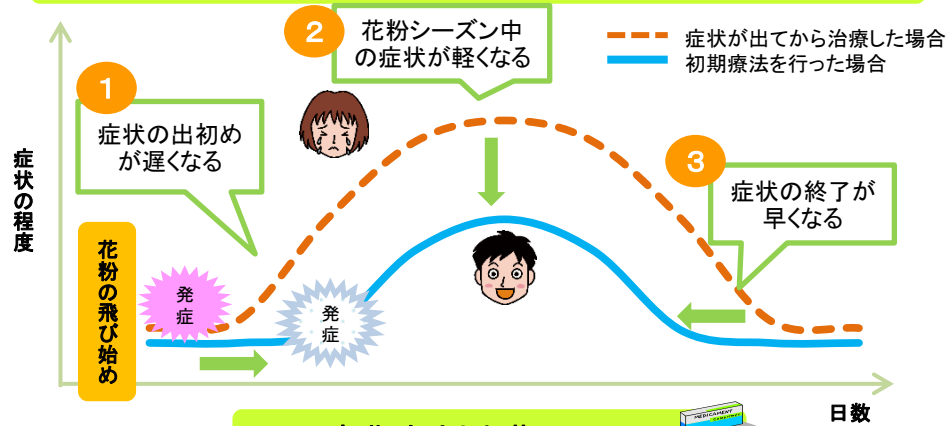 1
症状の出初め
が遅くなる
2
花粉シーズン中
の症状が軽くなる
症状が出てから治療した場合
初期療法を行った場合
3
症状の終了が
早くなる
症状の程度
花粉の飛び始め
発
症
発
症
日数
MEDICAMENT